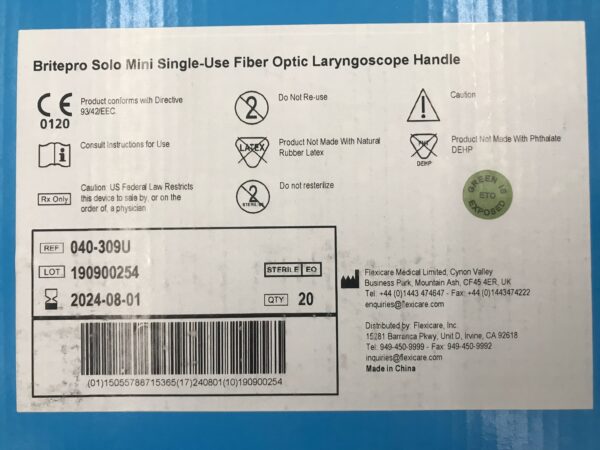 Britepro Solo Mini Single-Use Fiber Optic Laryngoscope Handle
CE
0120
Product conforms with Directive
93/42/EEC.
2
Do Not Re-use
Caution
Consult Instructions for Use
LATEX
Product Not Made With Natural
Rubber Latex
PHT
DEHP
Product Not Made With Phthalate
DEHP
Rx Only
Caution: US Federal Law Restricts
this device to sale by, or on the
order of, a physician.
2
STERILIZE
Do not resterilize
GREEN IS
ETO
EXPOSED
REF 040-309U
LOT 190900254
STERILE EO
2024-08-01
QTY 20
(01)15055788715365(17)240801(10)190900254
Flexicare Medical Limited, Cynon Valley
Business Park, Mountain Ash, CF45 4ER, UK
Tel: +44 (0)1443 474647 - Fax: +44 (0)1443474222
enquiries@flexicare.com
Distributed by: Flexicare, Inc.
15281 Barranca Pkwy, Unit D, Irvine, CA 92618
Tel: 949-450-9999 - Fax: 949-450-9992
inquiries@flexicare.com
Made in China